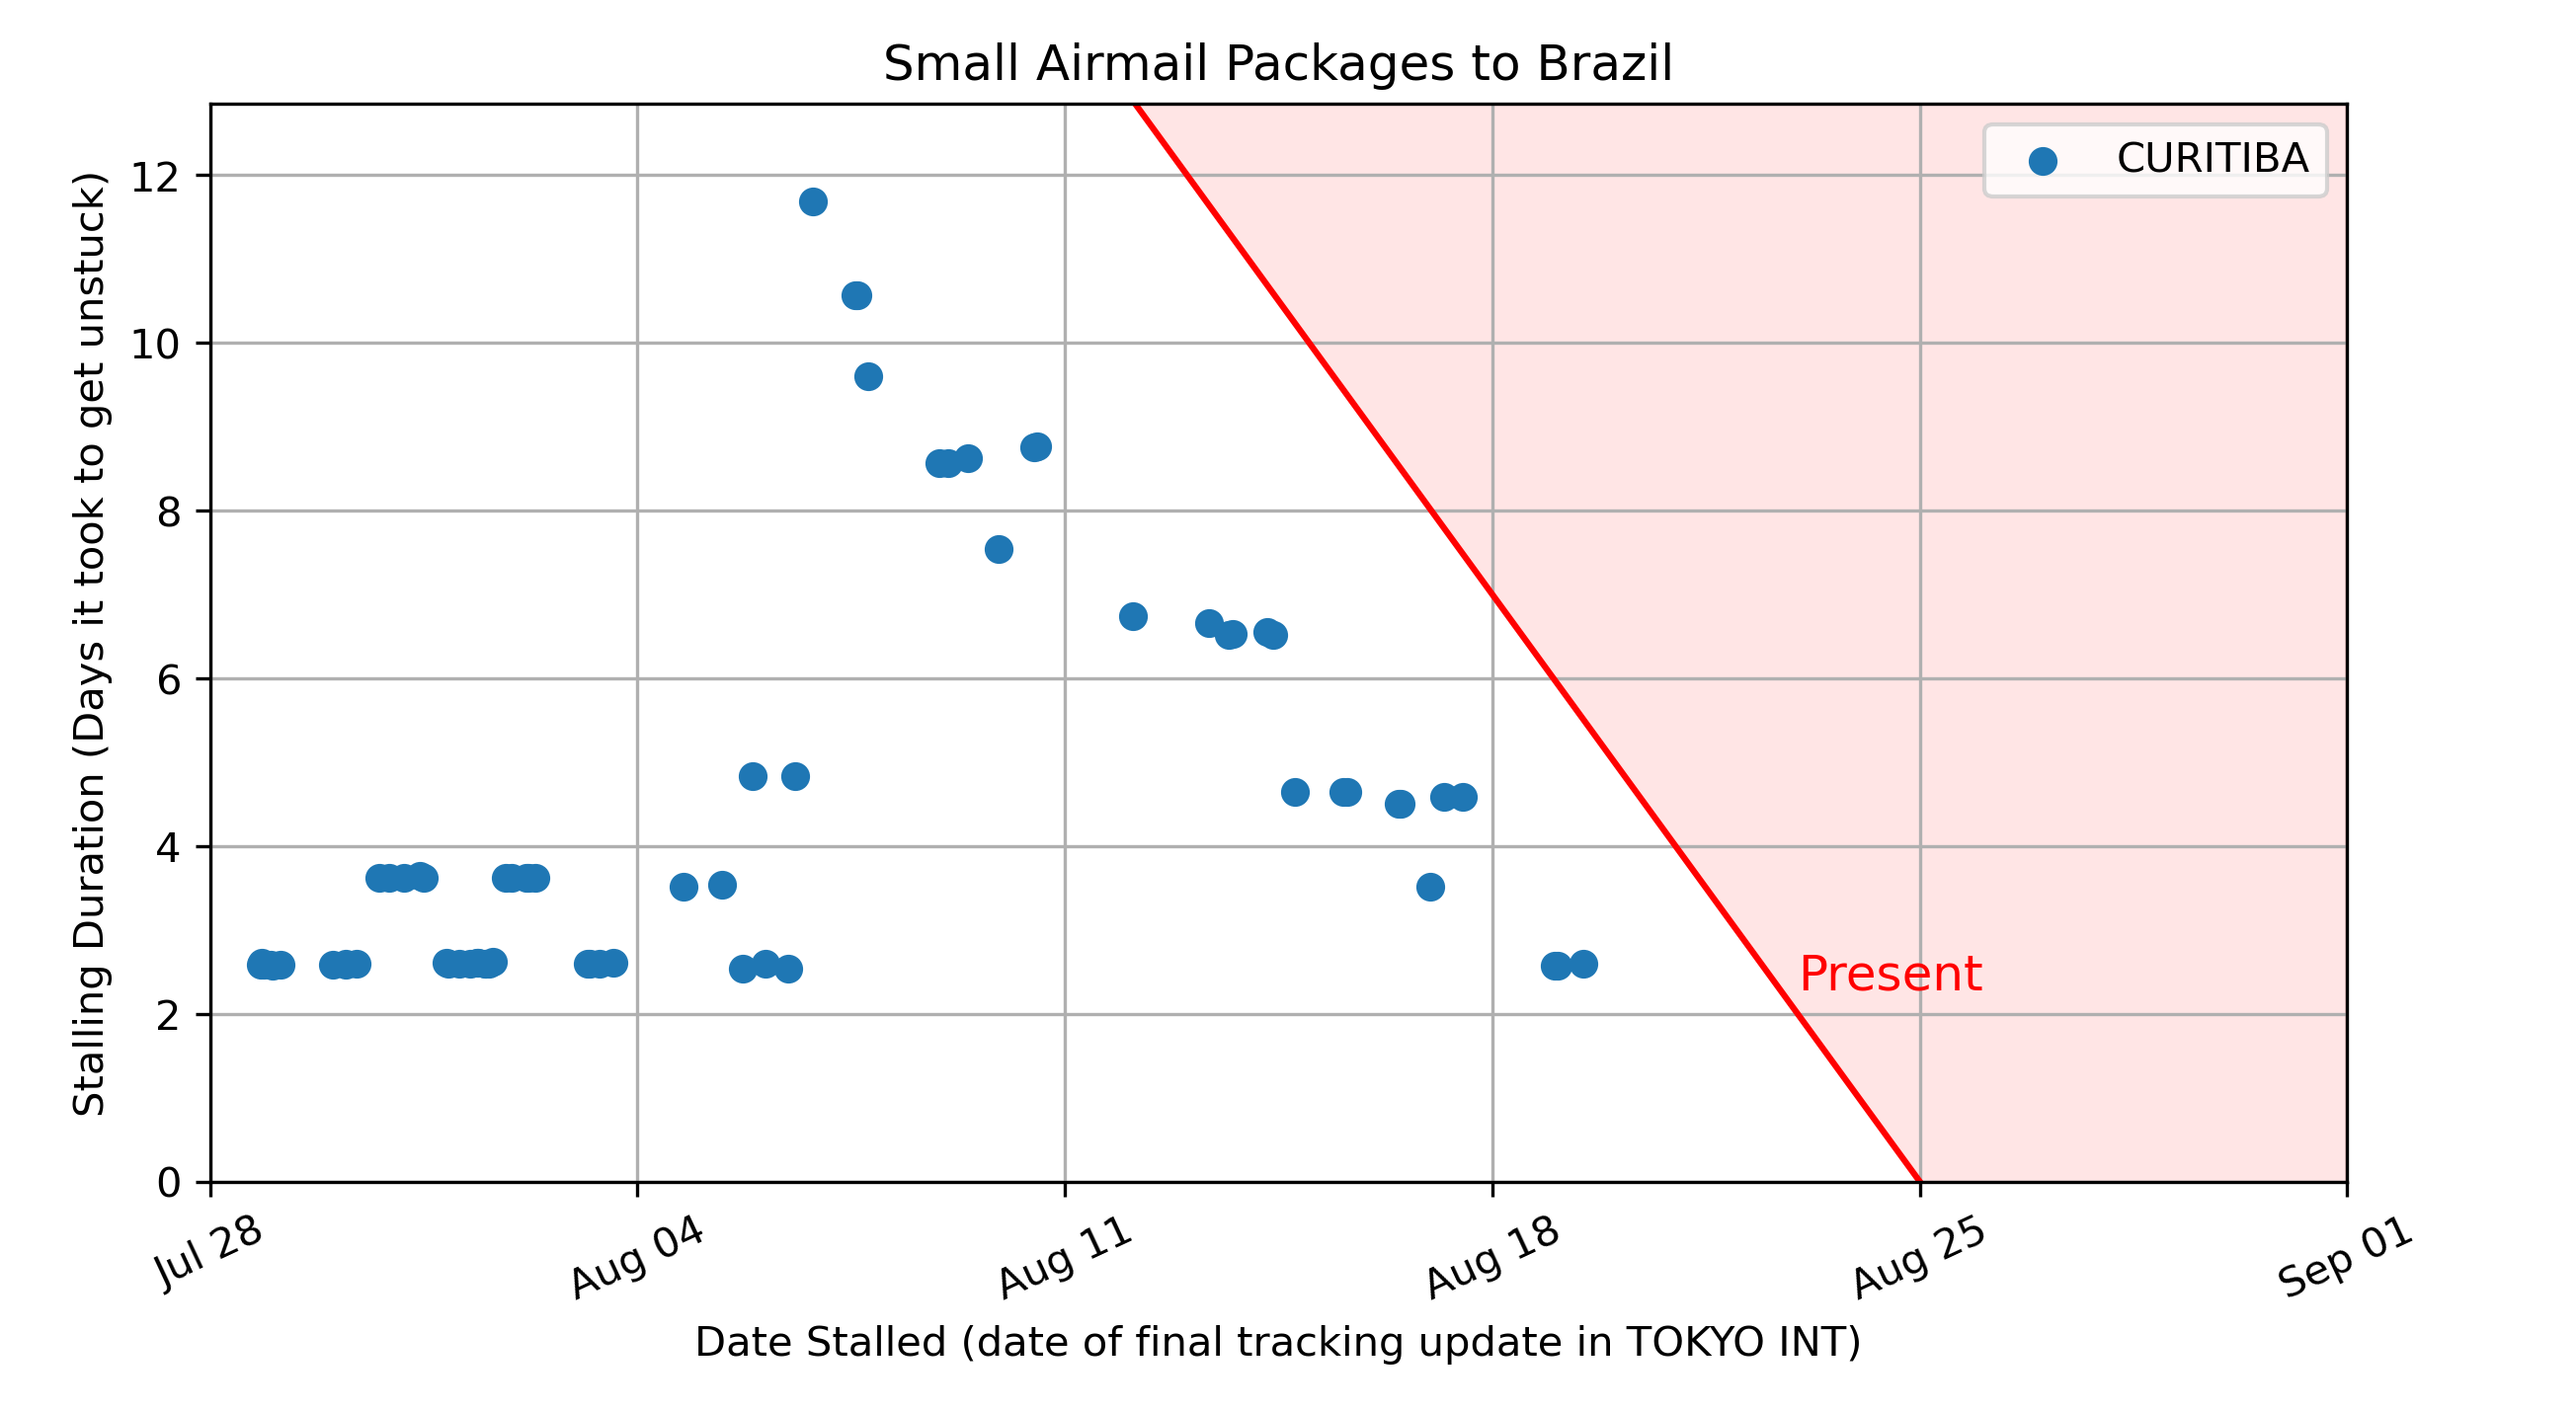 Small Airmail Packages to Brazil
CURITIBA
Stalling Duration (Days it took to get unstuck)
12
10
8
6
4
2
0
Present
Jul 28
Aug 04
Aug 11
Aug 18
Aug 25
Sep 01
Date Stalled (date of final tracking update in TOKYO INT)